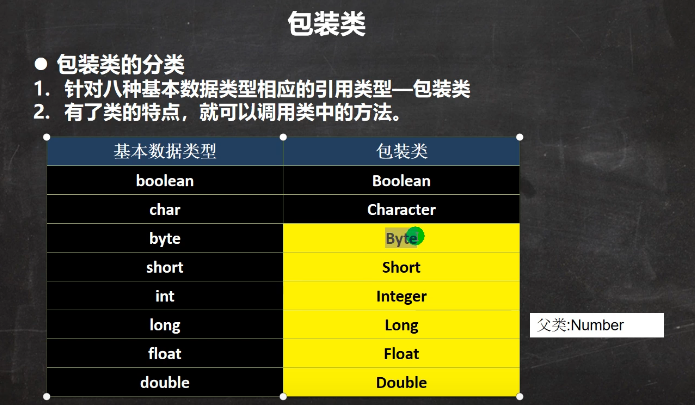 包装类
● 包装类的分类
1. 针对八种基本数据类型相应的引用类型—包装类
2. 有了类的特点，就可以调用类中的方法。
基本数据类型 包装类
boolean Boolean
char Character
byte Byte
short Short
int Integer
long Long
float Float
double Double
父类:Number